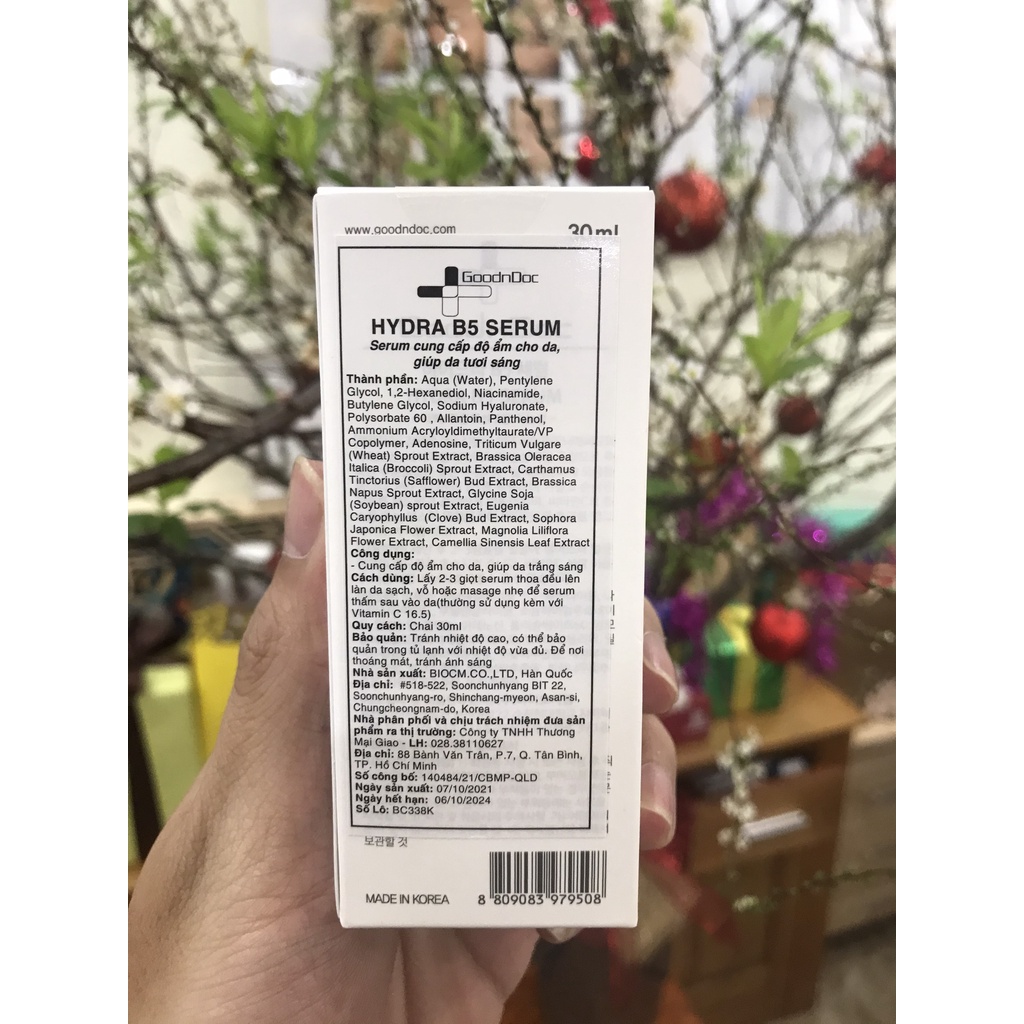 www.goodndoc.com
30 ml
GoodnDoc
HYDRA B5 SERUM
Serum cung cấp độ ẩm cho da,
giúp da tươi sáng
Thành phần: Aqua (Water), Pentylene
Glycol, 1,2-Hexanediol, Niacinamide,
Butylene Glycol, Sodium Hyaluronate,
Polysorbate 60 , Allantoin, Panthenol,
Ammonium Acryloyldimethyltaurate/VP
Copolymer, Adenosine, Triticum Vulgare
(Wheat) Sprout Extract, Brassica Oleracea
Italica (Broccoli) Sprout Extract, Carthamus
Tinctorius (Safflower) Bud Extract, Brassica
Napus Sprout Extract, Glycine Soja
(Soybean) sprout Extract, Eugenia
Caryophyllus (Clove) Bud Extract, Sophora
Japonica Flower Extract, Magnolia Liliflora
Flower Extract, Camellia Sinensis Leaf Extract
Công dụng:
- Cung cấp độ ẩm cho da, giúp da trắng sáng
Cách dùng: Lấy 2-3 giọt serum thoa đều lên
làn da sạch, vỗ hoặc masage nhẹ để serum
thấm sau vào da(thường sử dụng kèm với
Vitamin C 16.5)
Quy cách: Chai 30ml
Bảo quản: Tránh nhiệt độ cao, có thể bảo
quản trong tủ lạnh với nhiệt độ vừa đủ. Để nơi
thoáng mát, tránh ánh sáng
Nhà sản xuất: BIOCM.CO.,LTD, Hàn Quốc
Địa chỉ: #518-522, Soonchunhyang BIT 22,
Soonchunhyang-ro, Shinchang-myeon, Asan-si,
Chungcheongnam-do, Korea
Nhà phân phối và chịu trách nhiệm đưa sản
phẩm ra thị trường: Công ty TNHH Thương
Mại Giao - LH: 028.38110627
Địa chỉ: 88 Bành Văn Trân, P.7, Q. Tân Bình,
TP. Hồ Chí Minh
Số công bố: 140484/21/CBMP-QLD
Ngày sản xuất: 07/10/2021
Ngày hết hạn: 06/10/2024
Số Lô: BC338K
보관할 것
MADE IN KOREA
8 809083 979508